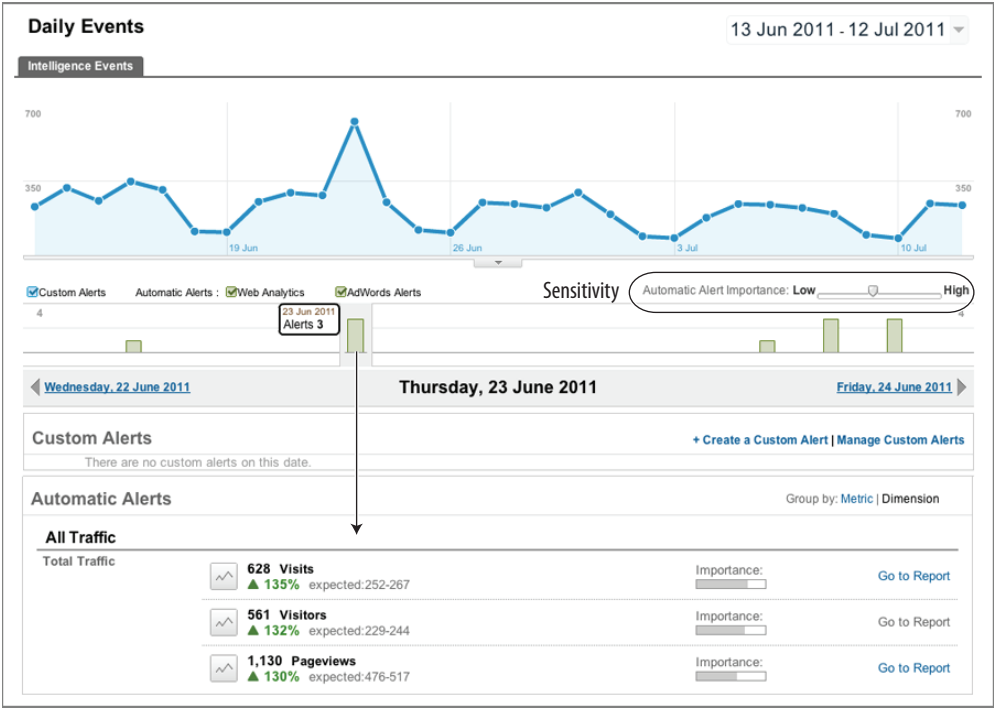 Daily Events
13 Jun 2011 - 12 Jul 2011
Intelligence Events
700 700
350 350
19 Jun 26 Jun 3 Jul 10 Jul
Custom Alerts Automatic Alerts : Web Analytics AdWords Alerts Sensitivity Automatic Alert Importance: Low High
4 4
23 Jun 2011
Alerts 3
Wednesday, 22 June 2011 Thursday, 23 June 2011 Friday, 24 June 2011
Custom Alerts + Create a Custom Alert | Manage Custom Alerts
There are no custom alerts on this date.
Automatic Alerts Group by: Metric | Dimension
All Traffic
Total Traffic
628 Visits Importance:
135% expected:252-267 Go to Report
561 Visitors Importance:
132% expected:229-244 Go to Report
1,130 Pageviews Importance:
130% expected:476-517 Go to Report